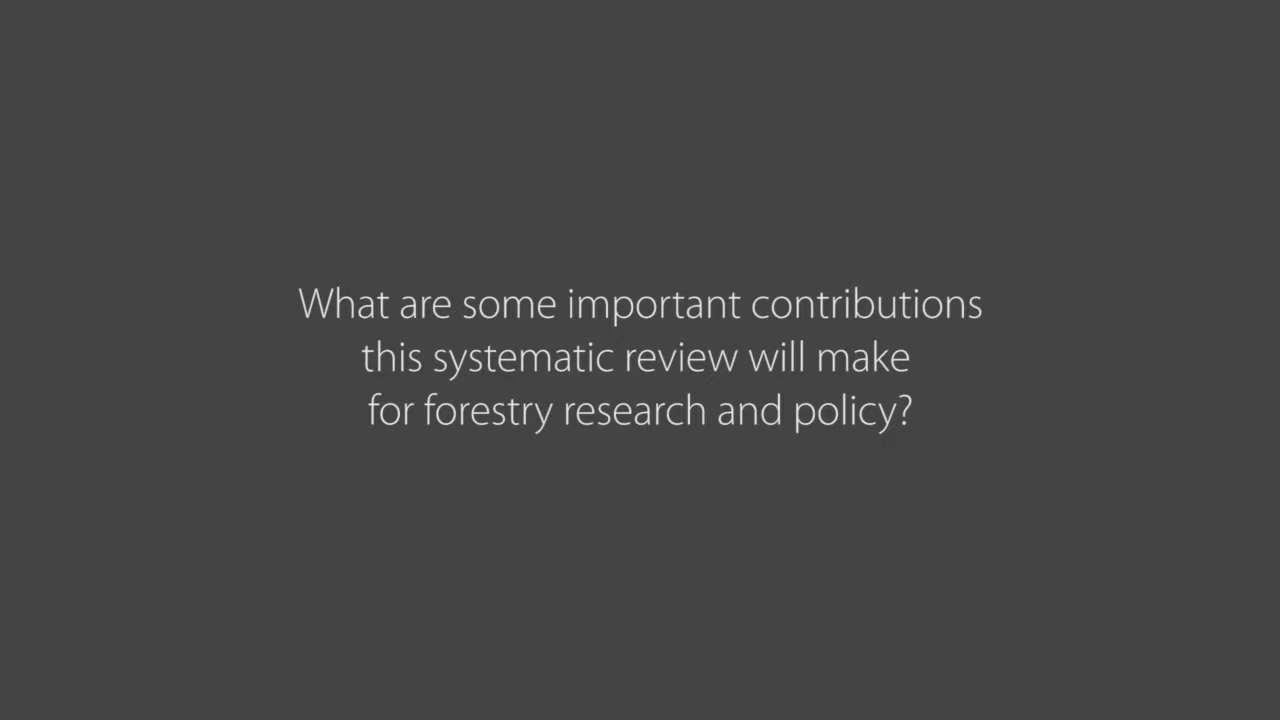 What are some important contributions
this systematic review will make
for forestry research and policy?